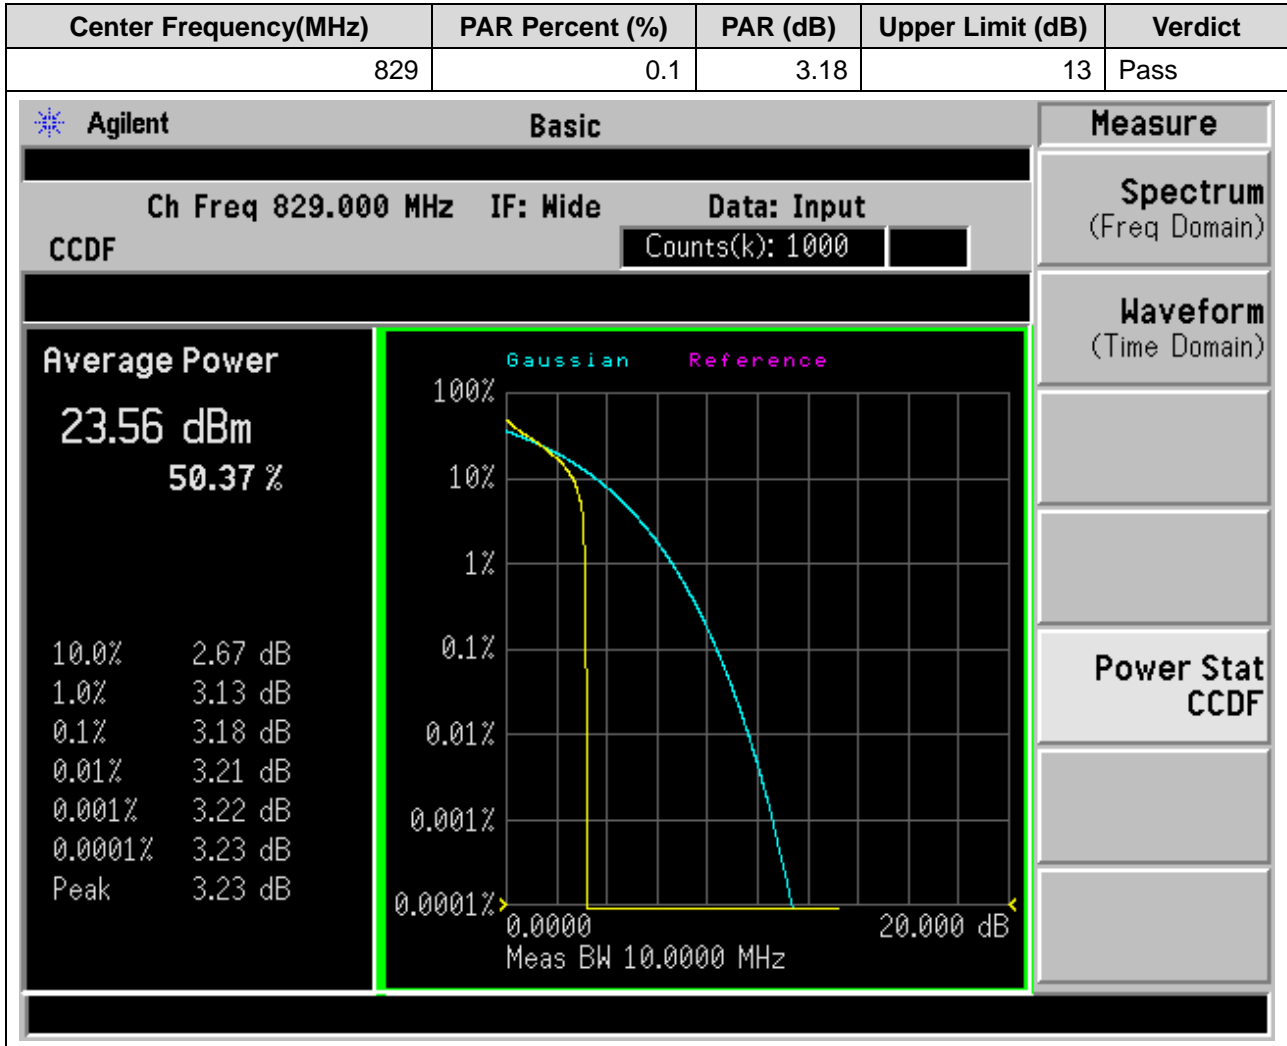 Center Frequency(MHz) PAR Percent (%) PAR (dB) Upper Limit (dB) Verdict
829 0.1 3.18 13 Pass
Agilent Basic Measure
Ch Freq 829.000 MHz IF: Wide Data: Input
CCDF Counts(k): 1000
Spectrum
(Freq Domain)
Waveform
(Time Domain)
Power Stat
CCDF
Average Power
23.56 dBm
50.37 %
10.0% 2.67 dB
1.0% 3.13 dB
0.1% 3.18 dB
0.01% 3.21 dB
0.001% 3.22 dB
0.0001% 3.23 dB
Peak 3.23 dB
Gaussian Reference
100%
10%
1%
0.1%
0.01%
0.001%
0.0001%
0.0000 20.000 dB
Meas BW 10.0000 MHz